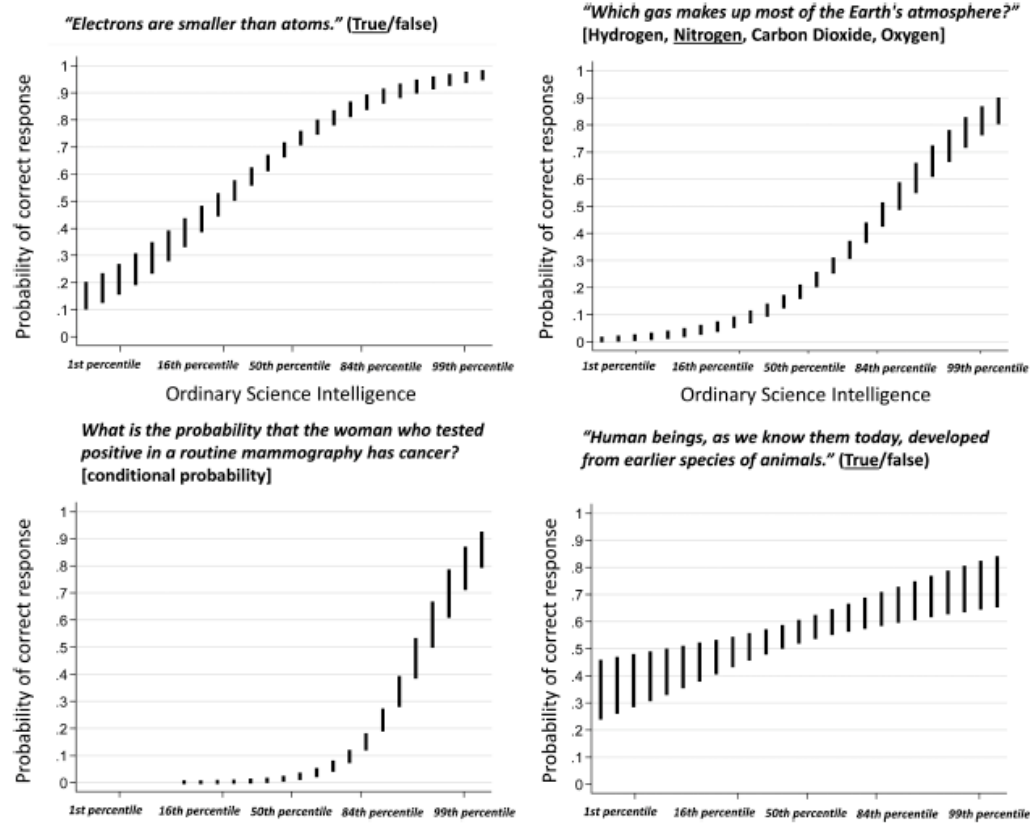 “Electrons are smaller than atoms.” (True/false)
Probability of correct response
1
.9
.8
.7
.6
.5
.4
.3
.2
.1
0
1st percentile 16th percentile 50th percentile 84th percentile 99th percentile
Ordinary Science Intelligence
“Which gas makes up most of the Earth's atmosphere?”
[Hydrogen, Nitrogen, Carbon Dioxide, Oxygen]
Probability of correct response
1
.9
.8
.7
.6
.5
.4
.3
.2
.1
0
1st percentile 16th percentile 50th percentile 84th percentile 99th percentile
Ordinary Science Intelligence
What is the probability that the woman who tested
positive in a routine mammography has cancer?
[conditional probability]
Probability of correct response
1
.9
.8
.7
.6
.5
.4
.3
.2
.1
0
1st percentile 16th percentile 50th percentile 84th percentile 99th percentile
“Human beings, as we know them today, developed
from earlier species of animals.” (True/false)
Probability of correct response
1
.9
.8
.7
.6
.5
.4
.3
.2
.1
0
1st percentile 16th percentile 50th percentile 84th percentile 99th percentile